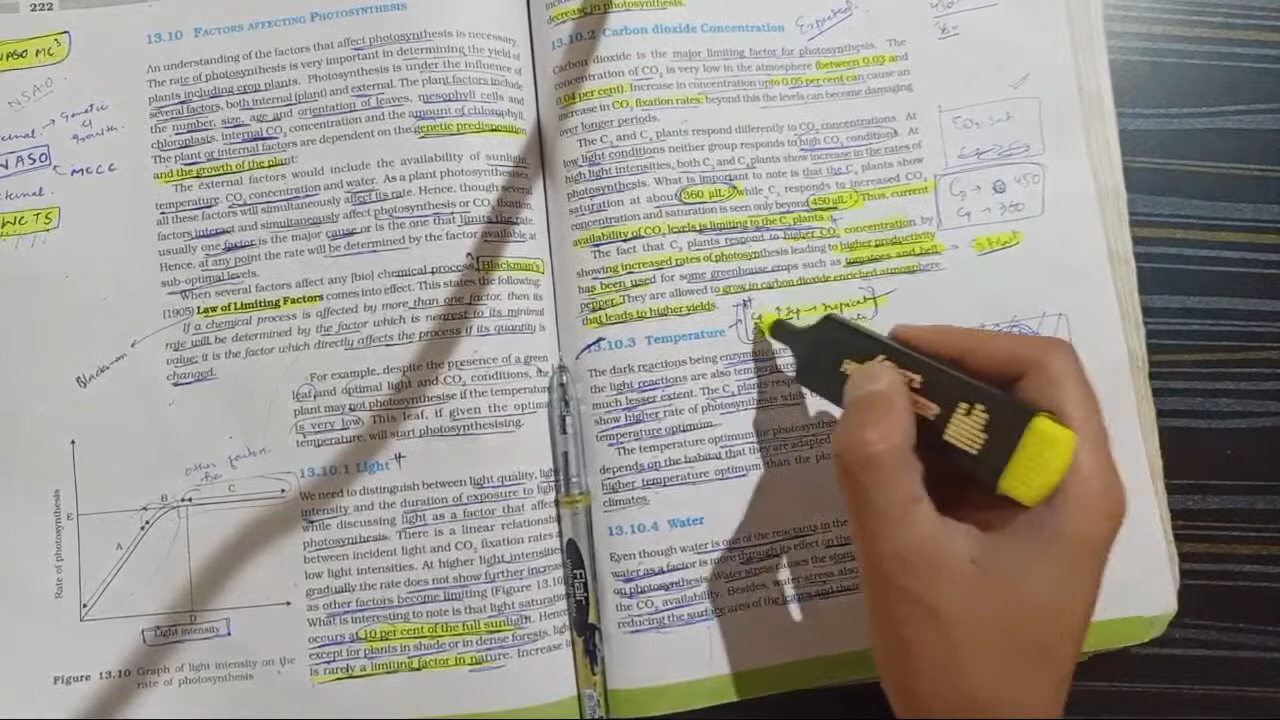 222
13.10 FACTORS AFFECTING PHOTOSYNTHESIS
An understanding of the factors that affect photosynthesis is necessary.
The rate of photosynthesis is very important in determining the yield of
plants including crop plants. Photosynthesis is under the influence of
several factors, both internal (plant) and external. The plant factors include
the number, size, age and orientation of leaves, mesophyll cells and
chloroplasts, internal CO2 concentration and the amount of chlorophyll.
The plant or internal factors are dependent on the genetic predisposition
and the growth of the plant.
The external factors would include the availability of sunlight,
temperature, CO2 concentration and water. As a plant photosynthesises,
all these factors will simultaneously affect its rate. Hence, though several
factors interact and simultaneously affect photosynthesis or CO2 fixation,
usually one factor is the major cause or is the one that limits the rate.
Hence, at any point the rate will be determined by the factor available at
sub-optimal levels.
When several factors affect any [bio] chemical process, Blackman's
(1905) Law of Limiting Factors comes into effect. This states the following:
If a chemical process is affected by more than one factor, then its
rate will be determined by the factor which is nearest to its minimal
value: it is the factor which directly affects the process if its quantity is
changed.
Blackman
For example, despite the presence of a green
leaf and optimal light and CO2 conditions, the
plant may not photosynthesise if the temperature
is very low. This leaf, if given the optimal
temperature, will start photosynthesising.
13.10.1 Light
We need to distinguish between light quality, light
intensity and the duration of exposure to light,
while discussing light as a factor that affects
photosynthesis. There is a linear relationship
between incident light and CO2 fixation rates a
low light intensities. At higher light intensities
gradually the rate does not show further increase
as other factors become limiting (Figure 13.10
What is interesting to note is that light saturation
occurs at 10 per cent of the full sunlight. Hence
except for plants in shade or in dense forests, light
is rarely a limiting factor in nature. Increase in
other factors
Rate of photosynthesis
E
A
B
C
D
Light intensity
Figure 13.10 Graph of light intensity on the
rate of photosynthesis
NSAO
Genetic
growth.
MCCC
WCTS
Flair
decrease in photosynthesis.
13.10.2 Carbon dioxide Concentration
Expected
Carbon dioxide is the major limiting factor for photosynthesis. The
concentration of CO2 is very low in the atmosphere (between 0.03 and
0.04 per cent). Increase in concentration upto 0.05 per cent can cause an
increase in CO2 fixation rates; beyond this the levels can become damaging
over longer periods.
The C3 and C4 plants respond differently to CO2 concentrations. At
low light conditions neither group responds to high CO2 conditions. At
high light intensities, both C3 and C4 plants show increase in the rates of
photosynthesis. What is important to note is that the C4 plants show
saturation at about 360 µlL-1 while C3 responds to increased CO2
concentration and saturation is seen only beyond 450 µlL-1. Thus, current
availability of CO2 levels is limiting to the C3 plants.
The fact that C3 plants respond to higher CO2 concentration by
showing increased rates of photosynthesis leading to higher productivity
has been used for some greenhouse crops such as tomatoes and bell
pepper. They are allowed to grow in carbon dioxide enriched atmosphere
that leads to higher yields.
C3 → 450
C4 → 360
13.10.3 Temperature
The dark reactions being enzymatic are
the light reactions are also temperature
much lesser extent. The C4 plants resp
show higher rate of photosynthesis while
temperature optimum.
The temperature optimum for photosynthe
depends on the habitat that they are adapted
higher temperature optimum than the pla
climates.
13.10.4 Water
Even though water is one of the reactants in the
water as a factor is more through its effect on the
on photosynthesis. Water stress causes the stom
the CO2 availability. Besides, water stress also
reducing the surface area of the leaves and their